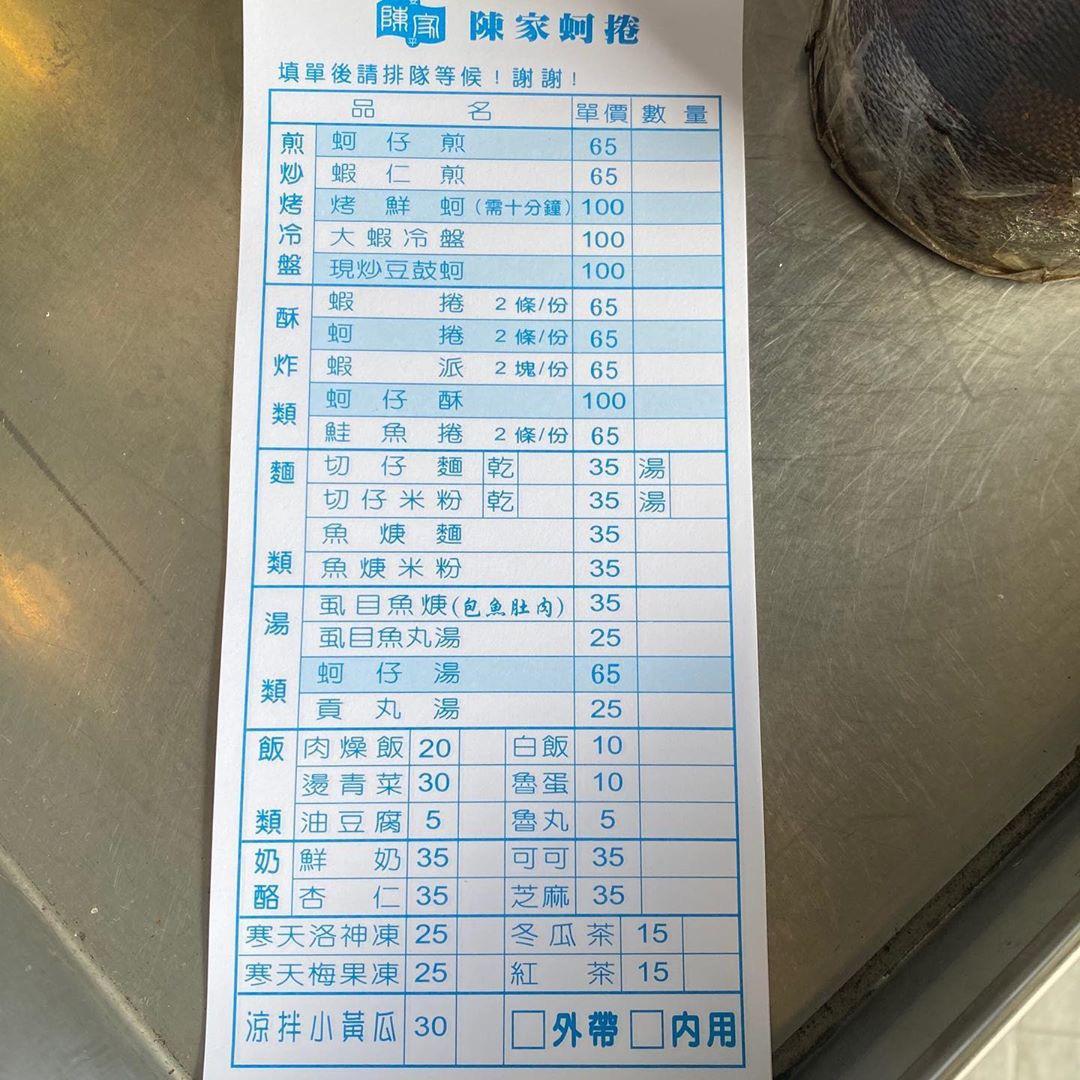 安平
陳家 陳家蚵捲
填單後請排隊等候！謝謝！
品名 單價 數量
煎炒烤冷盤
蚵仔煎 65
蝦仁煎 65
烤鮮蚵(需十分鐘) 100
大蝦冷盤 100
現炒豆鼓蚵 100
酥炸類
蝦捲 2條/份 65
蚵捲 2條/份 65
蝦派 2塊/份 65
蚵仔酥 100
鮭魚捲 2條/份 65
麵類
切仔麵 乾 35 湯
切仔米粉 乾 35 湯
魚焿麵 35
魚焿米粉 35
湯類
虱目魚焿(包魚肚肉) 35
虱目魚丸湯 25
蚵仔湯 65
貢丸湯 25
飯類
肉燥飯 20 白飯 10
燙青菜 30 魯蛋 10
油豆腐 5 魯丸 5
奶酪
鮮奶 35 可可 35
杏仁 35 芝麻 35
寒天洛神凍 25 冬瓜茶 15
寒天梅果凍 25 紅茶 15
涼拌小黃瓜 30 □外帶 □內用